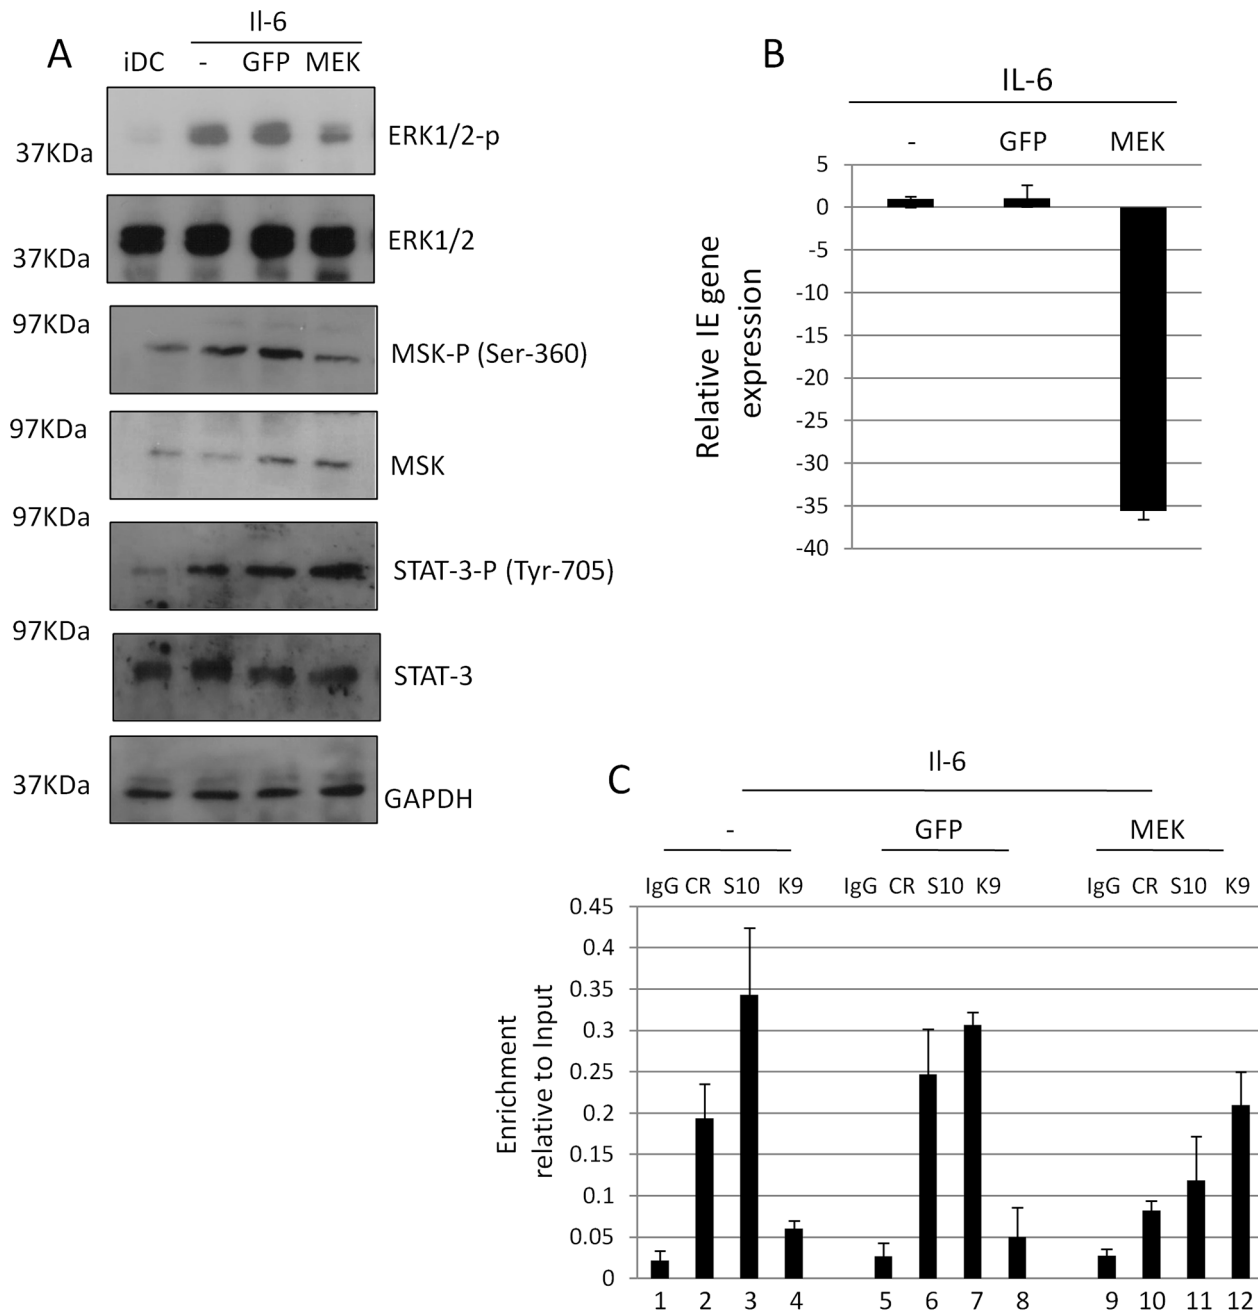 A
Il-6
iDC - GFP MEK
37KDa
ERK1/2-p
37KDa
ERK1/2
97KDa
MSK-P (Ser-360)
97KDa
MSK
97KDa
STAT-3-P (Tyr-705)
97KDa
STAT-3
37KDa
GAPDH
B
IL-6
- GFP MEK
Relative IE gene
expression
5
0
-5
-10
-15
-20
-25
-30
-35
-40
C
Il-6
- GFP MEK
IgG CR S10 K9 IgG CR S10 K9 IgG CR S10 K9
Enrichment
relative to Input
0.45
0.4
0.35
0.3
0.25
0.2
0.15
0.1
0.05
0
1 2 3 4 5 6 7 8 9 10 11 12